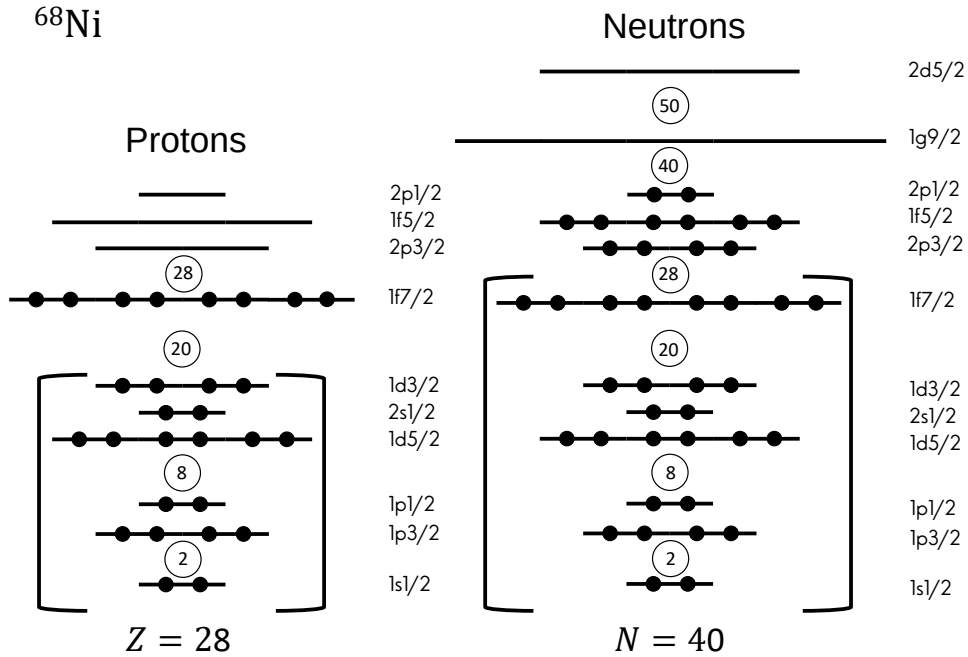 ⁶⁸Ni
Neutrons
2d5/2
50
1g9/2
40
2p1/2
1f5/2
2p3/2
28
1f7/2
20
1d3/2
2s1/2
1d5/2
8
1p1/2
1p3/2
2
1s1/2
N = 40
Protons
2p1/2
1f5/2
2p3/2
28
1f7/2
20
1d3/2
2s1/2
1d5/2
8
1p1/2
1p3/2
2
1s1/2
Z = 28